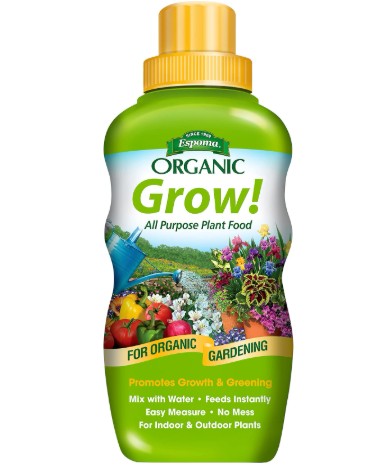 SINCE 1929
Espoma
ORGANIC
Grow!
All Purpose Plant Food
FOR ORGANIC GARDENING
Promotes Growth & Greening
Mix with Water • Feeds Instantly
Easy Measure • No Mess
For Indoor & Outdoor Plants